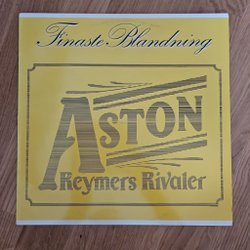 Finaste Blandning
ASTON
Reymers Rivaler